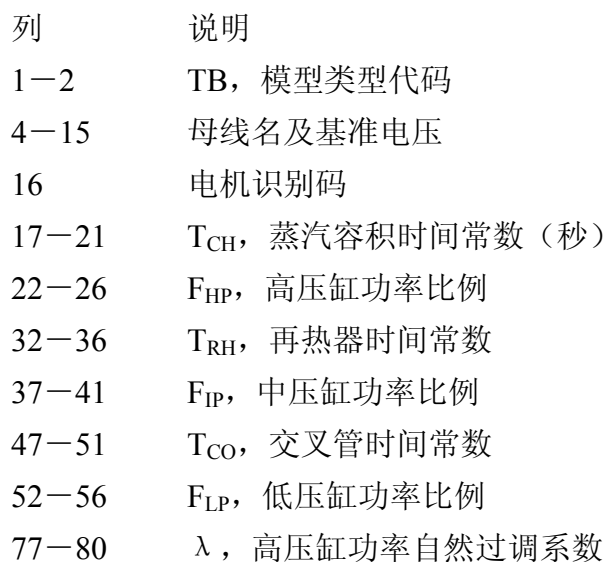 列 说明
1－2 TB，模型类型代码
4－15 母线名及基准电压
16 电机识别码
17－21 TCH，蒸汽容积时间常数（秒）
22－26 FHP，高压缸功率比例
32－36 TRH，再热器时间常数
37－41 FIP，中压缸功率比例
47－51 TCO，交叉管时间常数
52－56 FLP，低压缸功率比例
77－80 λ，高压缸功率自然过调系数